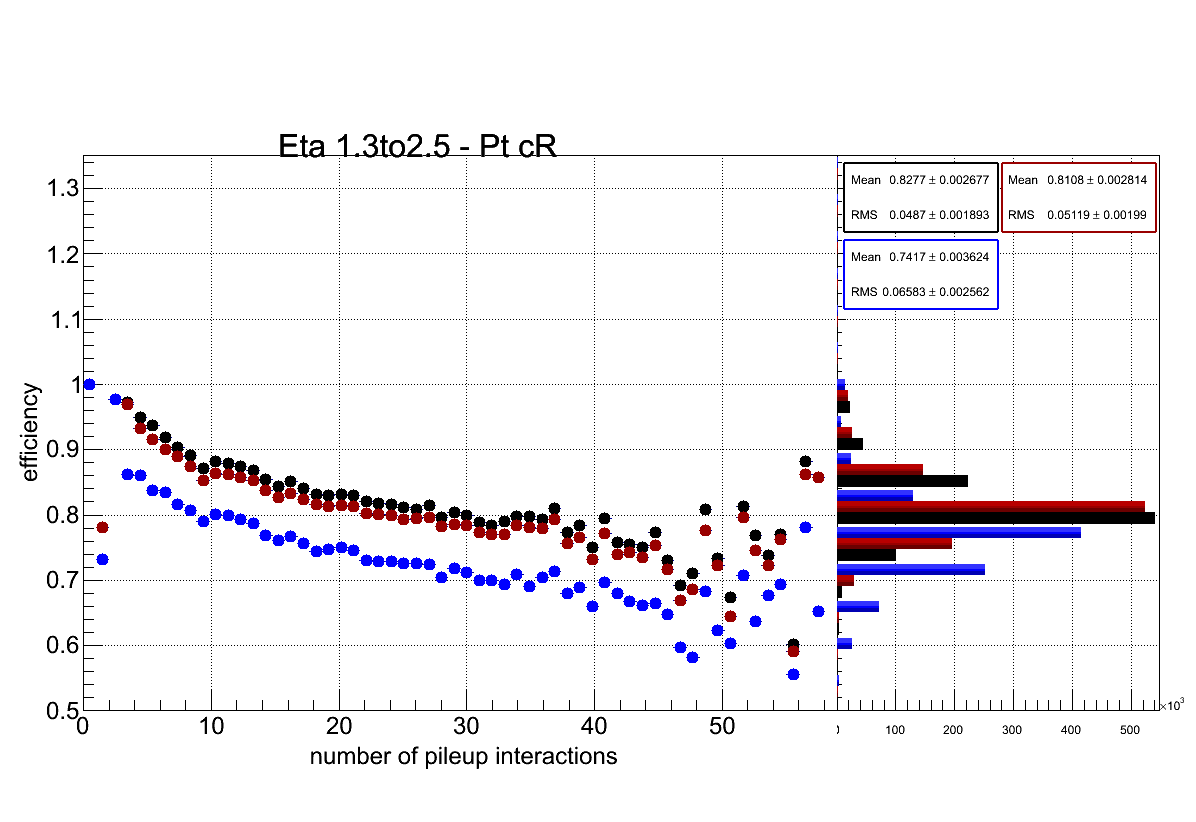 Eta 1.3to2.5 - Pt cR
Mean 0.8277 ± 0.002677
RMS 0.0487 ± 0.001893
Mean 0.8108 ± 0.002814
RMS 0.05119 ± 0.00199
Mean 0.7417 ± 0.003624
RMS 0.06583 ± 0.002562
efficiency
1.3
1.2
1.1
1
0.9
0.8
0.7
0.6
0.5
0 10 20 30 40 50
number of pileup interactions
100 200 300 400 500
×10³